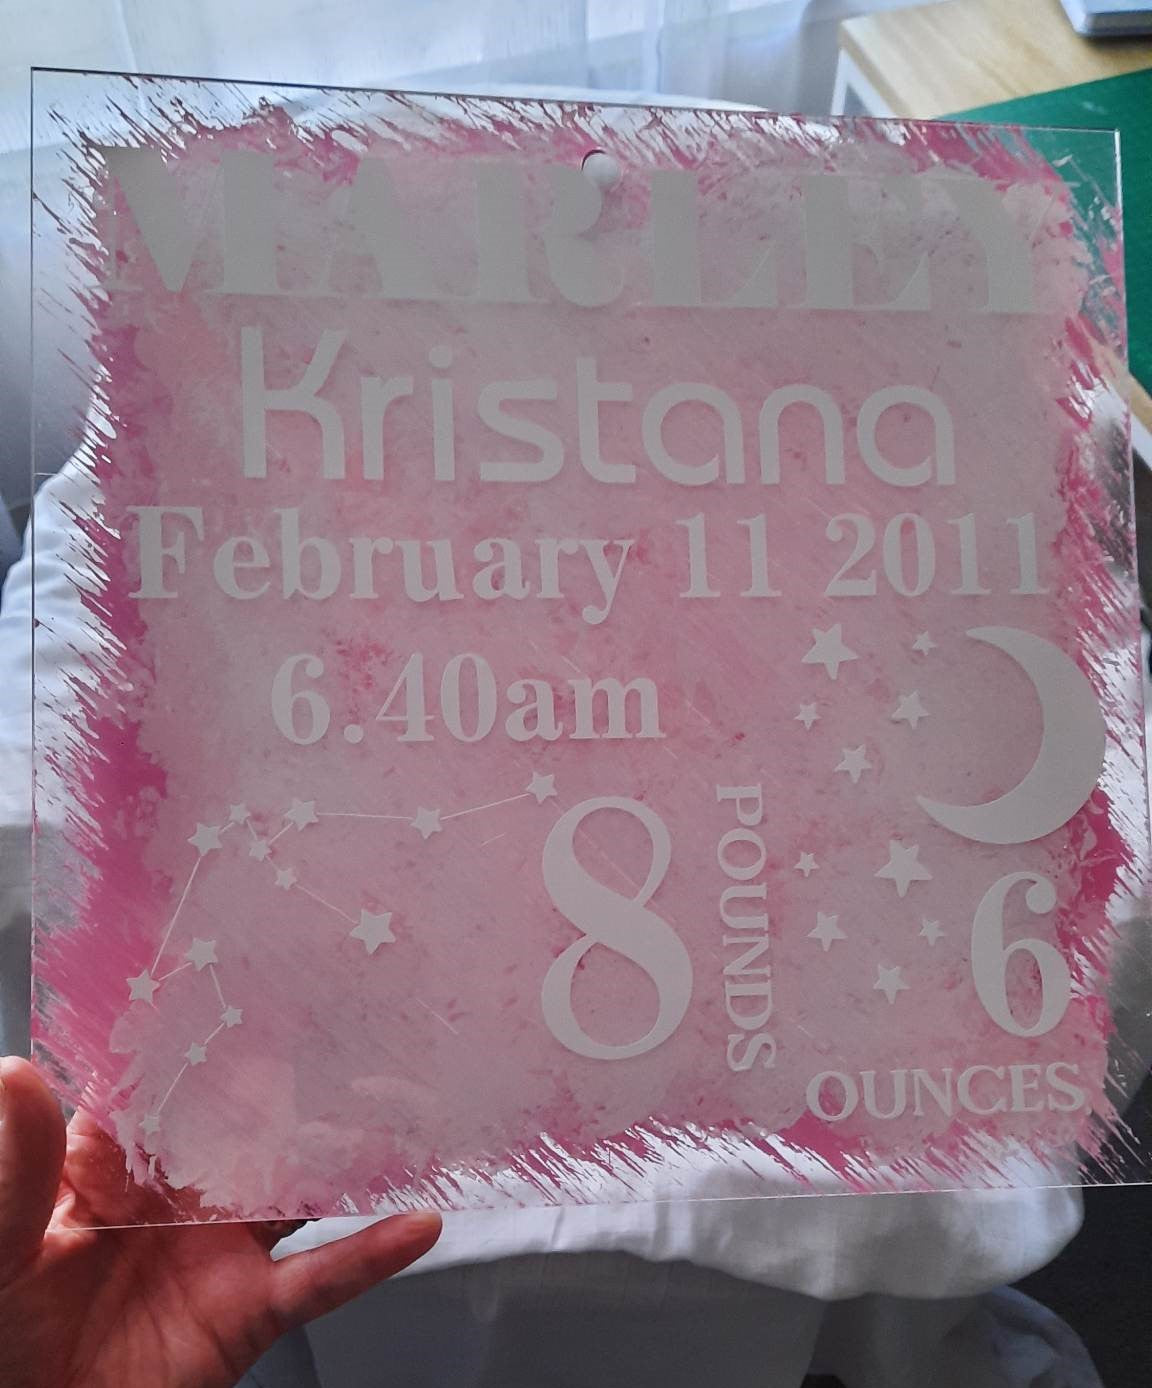 MARLEY
Kristana
February 11 2011
6.40am
8 POUNDS
6
OUNCES